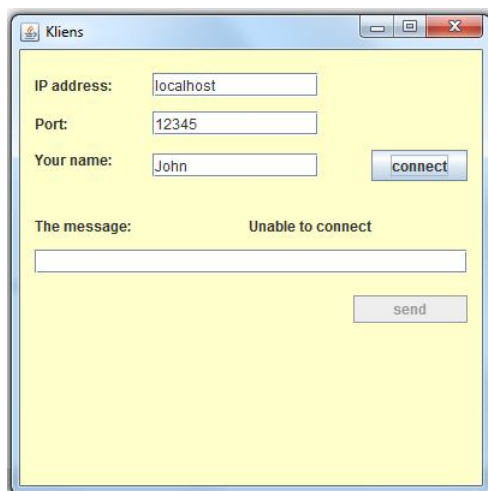 Kliens
IP address: localhost
Port: 12345
Your name: John connect
The message: Unable to connect
send